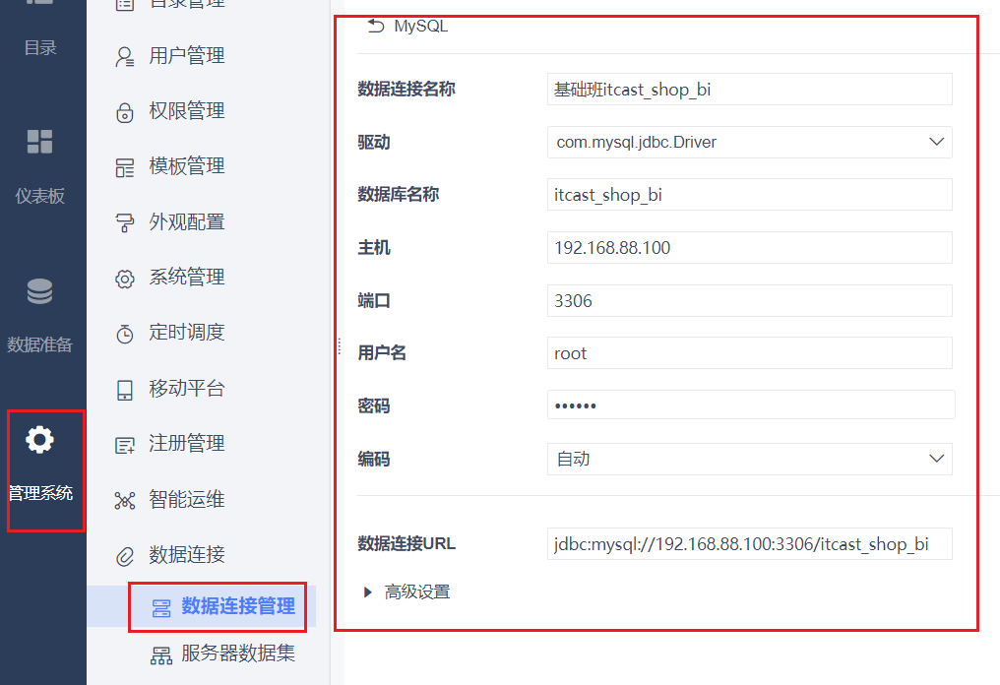 目录
仪表板
数据准备
管理系统
目录管理
用户管理
权限管理
模板管理
外观配置
系统管理
定时调度
移动平台
注册管理
智能运维
数据连接
数据连接管理
服务器数据集
MySQL
数据连接名称 基础班itcast_shop_bi
驱动 com.mysql.jdbc.Driver
数据库名称 itcast_shop_bi
主机 192.168.88.100
端口 3306
用户名 root
密码 ••••••
编码 自动
数据连接URL jdbc:mysql://192.168.88.100:3306/itcast_shop_bi
高级设置